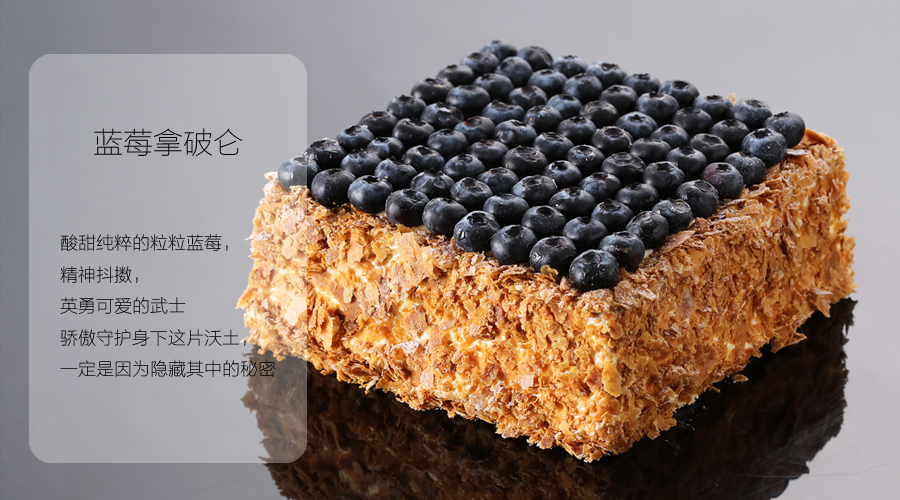 蓝莓拿破仑
酸甜纯粹的粒粒蓝莓，
精神抖擞，
英勇可爱的武士
骄傲守护身下这片沃土，
一定是因为隐藏其中的秘密